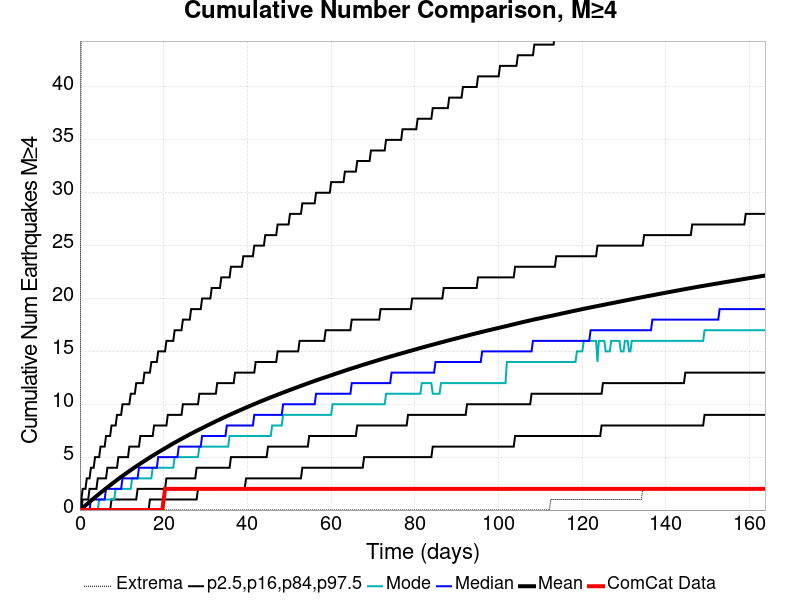 Cumulative Number Comparison, M≥4
Cumulative Num Earthquakes M≥4
40
35
30
25
20
15
10
5
0
0 20 40 60 80 100 120 140 160
Time (days)
Extrema p2.5,p16,p84,p97.5 Mode Median Mean ComCat Data